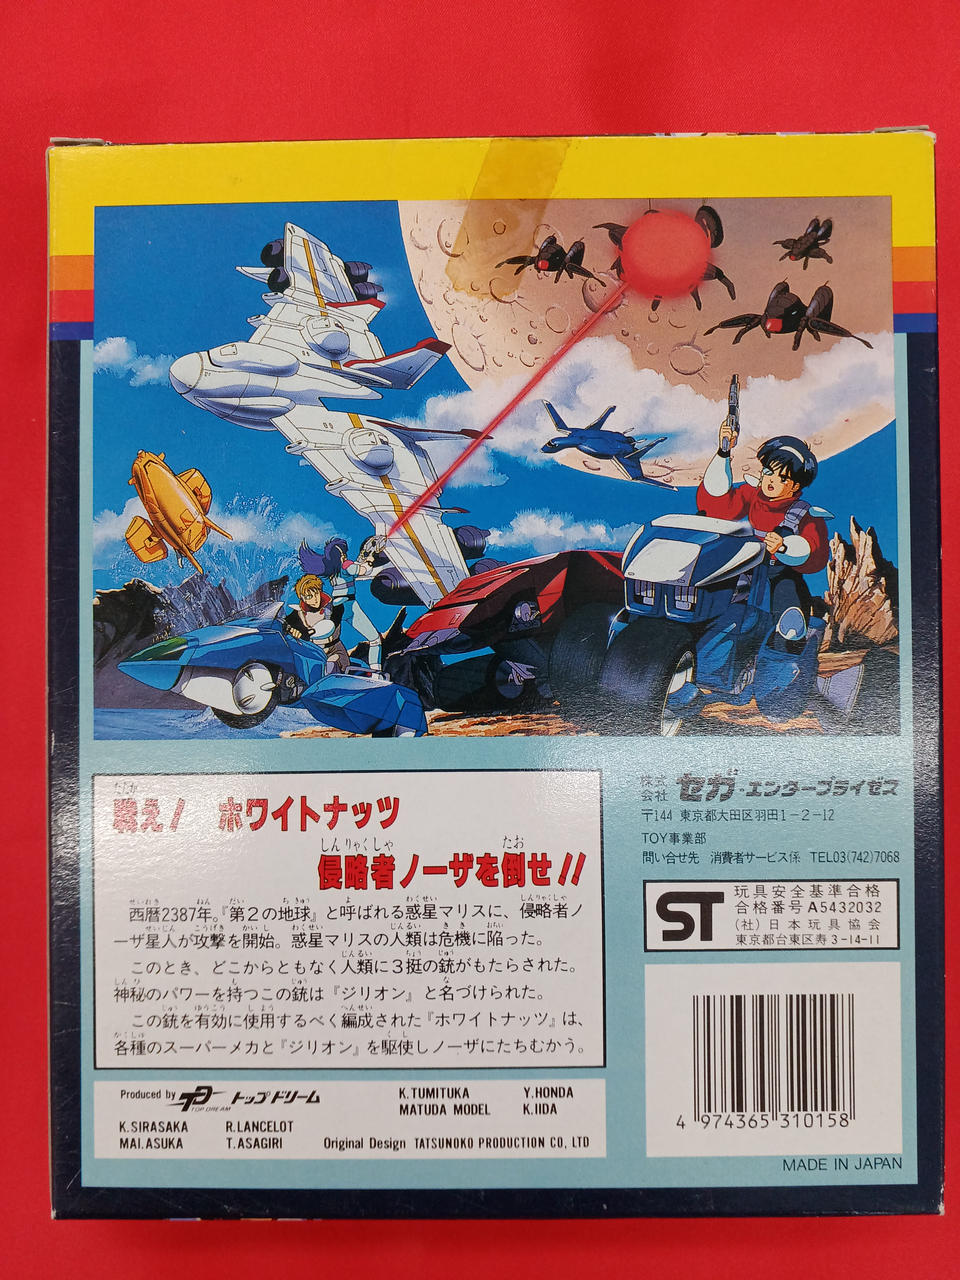 戦え！ ホワイトナッツ
侵略者ノーザを倒せ!!
西暦2387年。『第2の地球』と呼ばれる惑星マリスに、侵略者ノ
ーザ星人が攻撃を開始。惑星マリスの人類は危機に陥った。
このとき、どこからともなく人類に3挺の銃がもたらされた。
神秘のパワーを持つこの銃は『ジリオン』と名づけられた。
この銃を有効に使用するべく編成された『ホワイトナッツ』は、
各種のスーパーメカと『ジリオン』を駆使しノーザにたちむかう。
株式会社 セガ・エンタープライゼス
〒144 東京都大田区羽田1-2-12
TOY事業部
問い合せ先 消費者サービス係 TEL03(742)7068
ST
玩具安全基準合格
合格番号 A5432032
(社)日本玩具協会
東京都台東区寿3-14-11
4 974365 310158
MADE IN JAPAN
Produced by TOP DREAM トップドリーム
K.TUMITUKA Y.HONDA
MATUDA MODEL K.IIDA
K.SIRASAKA R.LANCELOT
MAI.ASUKA T.ASAGIRI Original Design TATSUNOKO PRODUCTION CO, LTD